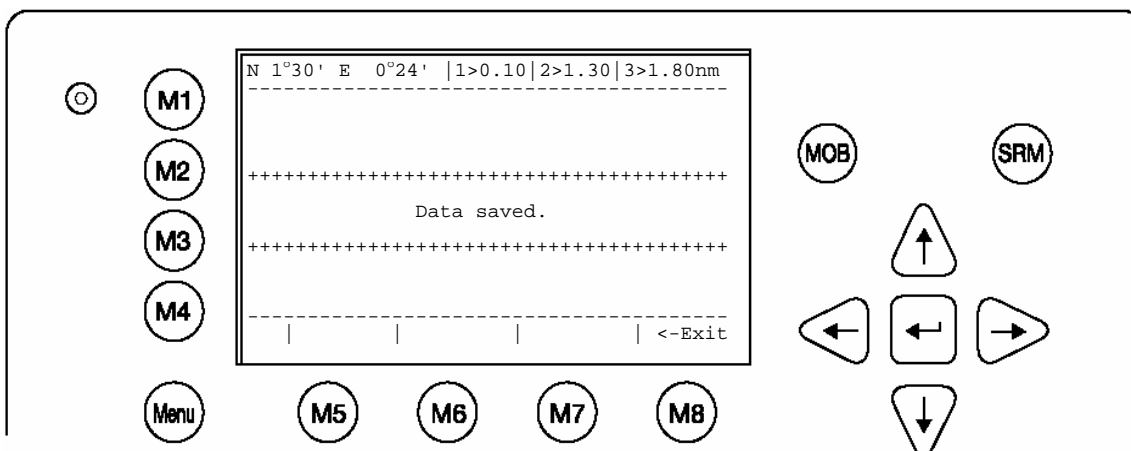 N 1°30' E 0°24' |1>0.10|2>1.30|3>1.80nm
----------------------------------------
++++++++++++++++++++++++++++++++++++++++
Data saved.
++++++++++++++++++++++++++++++++++++++++
----------------------------------------
| | | | <-Exit
M1
M2
M3
M4
Menu
M5 M6 M7 M8
MOB SRM